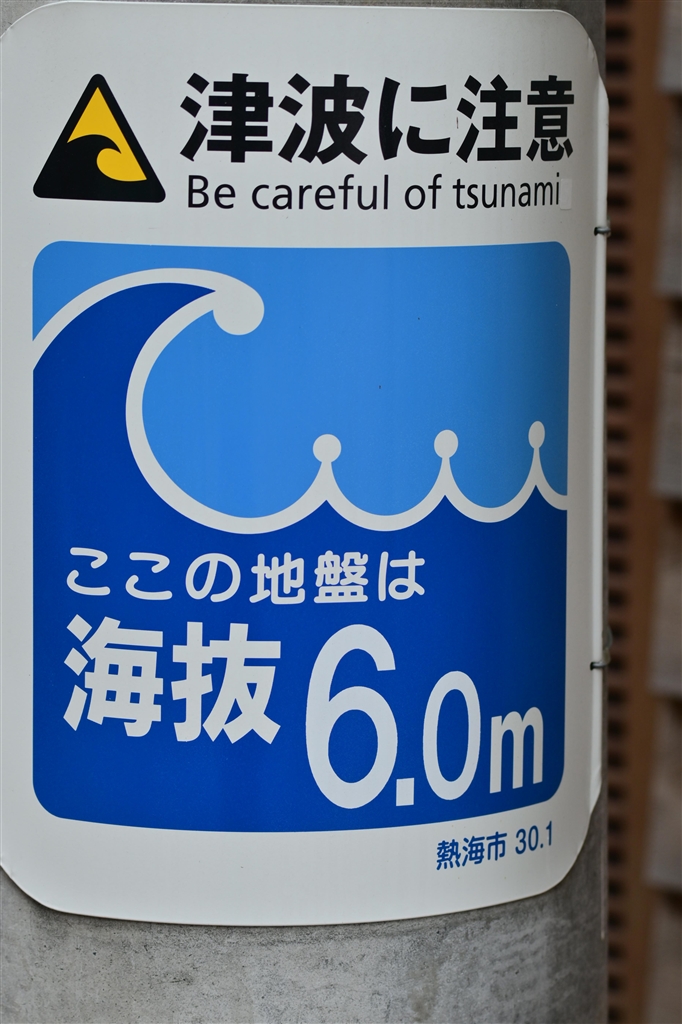 津波に注意
Be careful of tsunami
ここの地盤は
海抜6.0m
熱海市 30.1